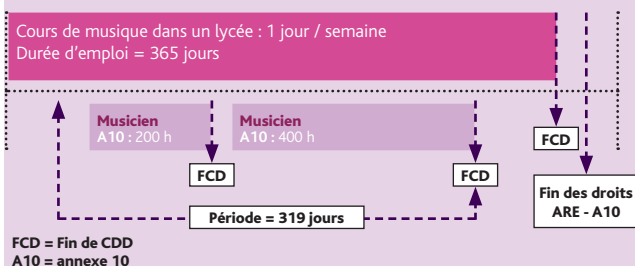 Cours de musique dans un lycée : 1 jour / semaine
Durée d'emploi = 365 jours
Musicien
A10 : 200 h
Musicien
A10 : 400 h
FCD
FCD
FCD
Fin des droits
ARE - A10
Période = 319 jours
FCD = Fin de CDD
A10 = annexe 10